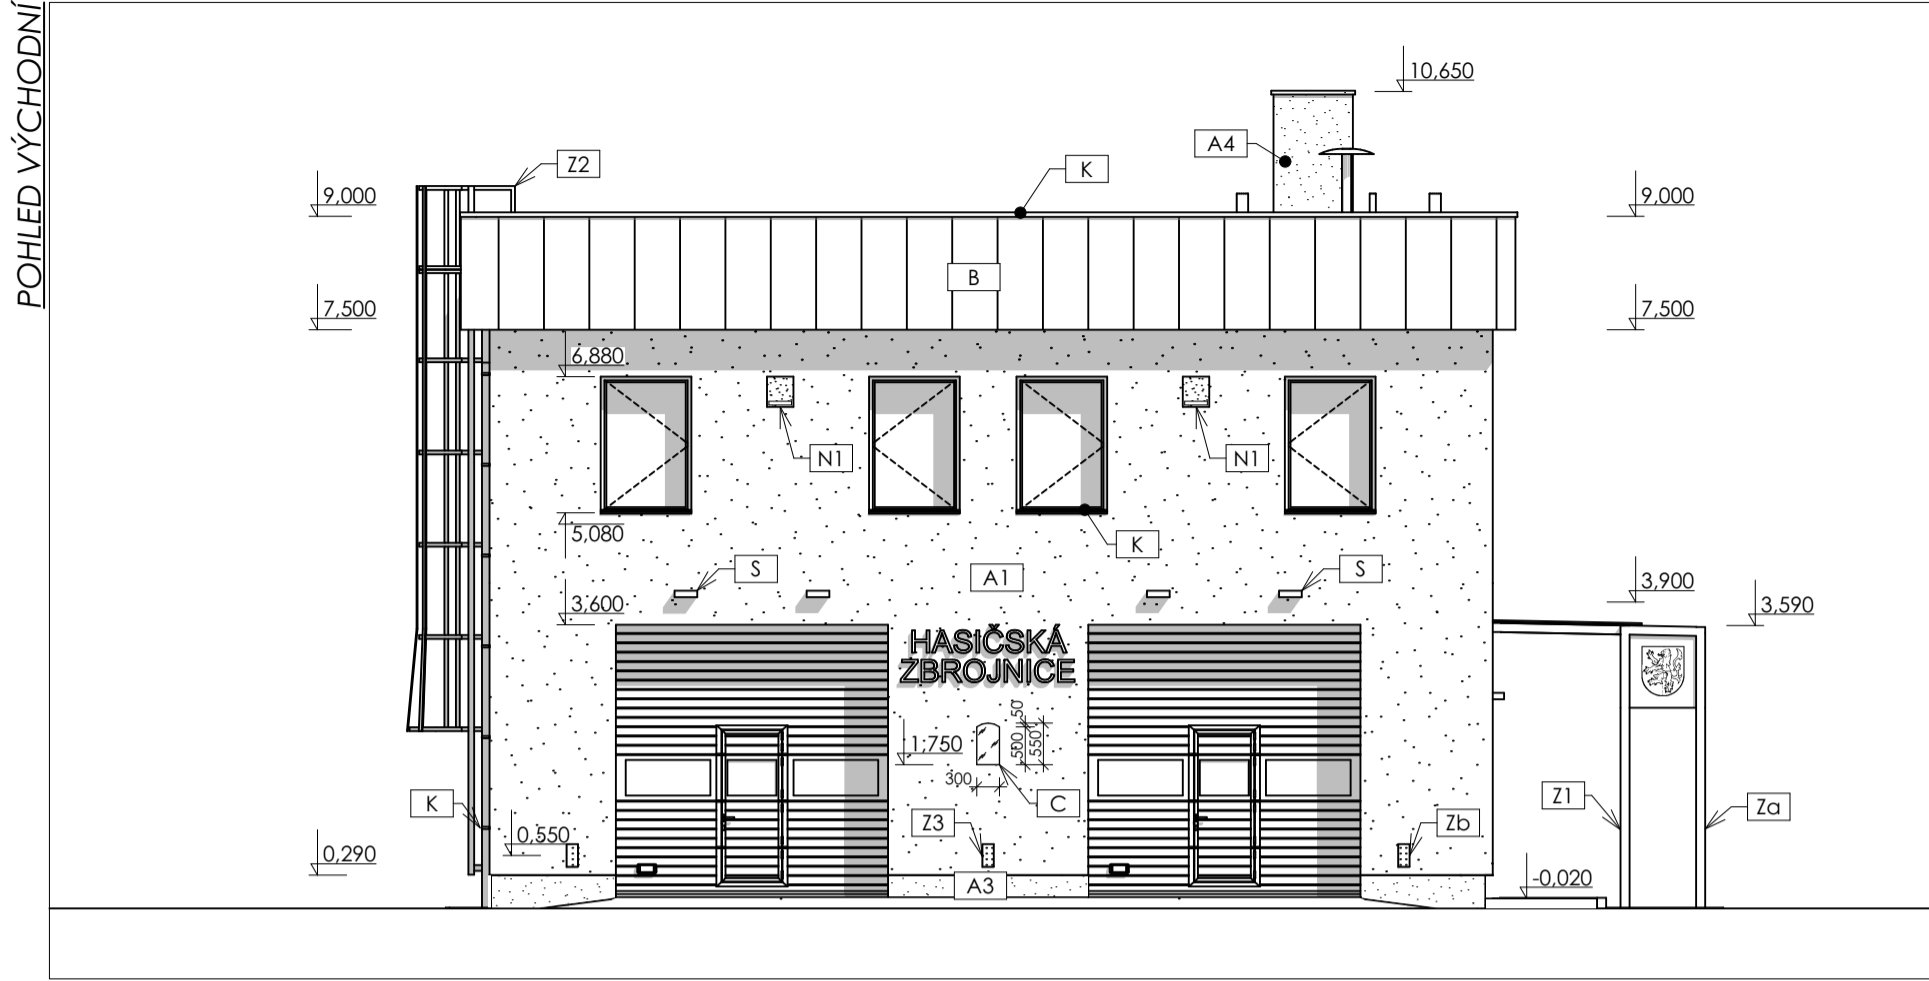 POHLED VÝCHODNÍ
10,650
A4
K
Z2
9,000
9,000
B
7,500
7,500
6,880
N1
N1
5,080
K
S
A1
S
3,600
3,900
3,590
HASIČSKÁ
ZBROJNICE
1,750
50
500
550
300
C
K
Z3
Zb
Z1
Za
0,550
0,290
A3
-0,020